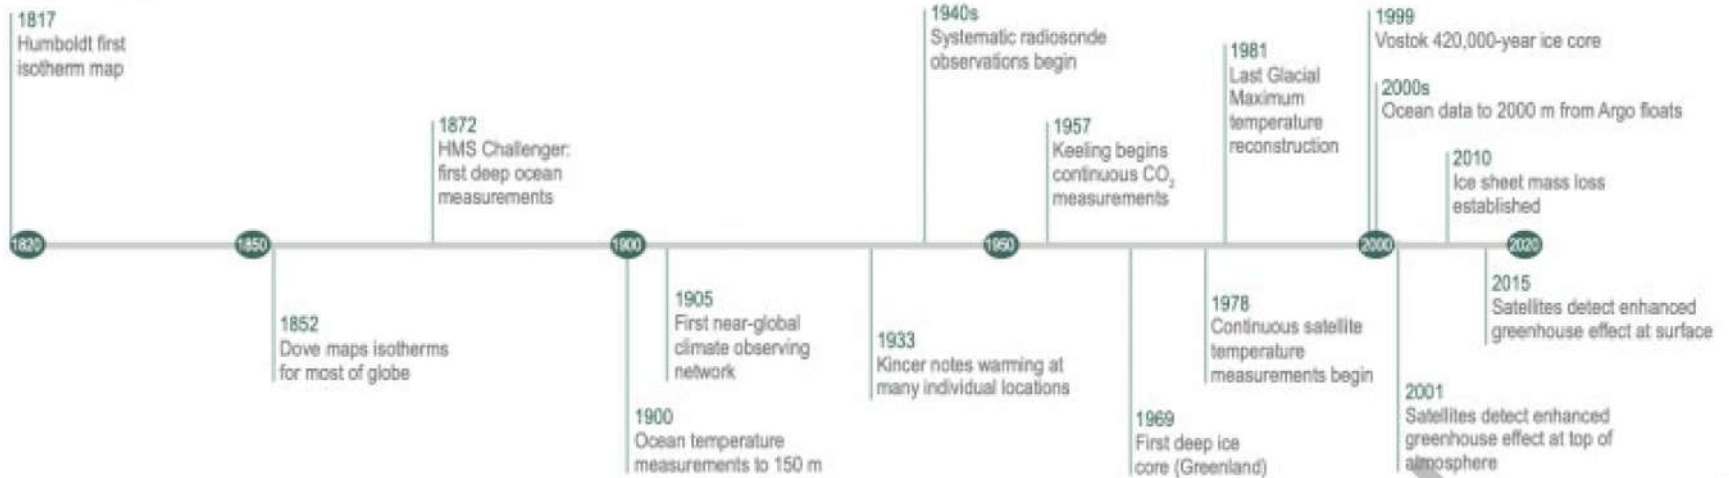 1817
Humboldt first
isotherm map
1872
HMS Challenger:
first deep ocean
measurements
1940s
Systematic radiosonde
observations begin
1957
Keeling begins
continuous CO₂
measurements
1981
Last Glacial
Maximum
temperature
reconstruction
1999
Vostok 420,000-year ice core
2000s
Ocean data to 2000 m from Argo floats
2010
Ice sheet mass loss
established
1820
1850
1900
1950
2000
2020
1852
Dove maps isotherms
for most of globe
1900
Ocean temperature
measurements to 150 m
1905
First near-global
climate observing
network
1933
Kincer notes warming at
many individual locations
1969
First deep ice
core (Greenland)
1978
Continuous satellite
temperature
measurements begin
2001
Satellites detect enhanced
greenhouse effect at top of
atmosphere
2015
Satellites detect enhanced
greenhouse effect at surface